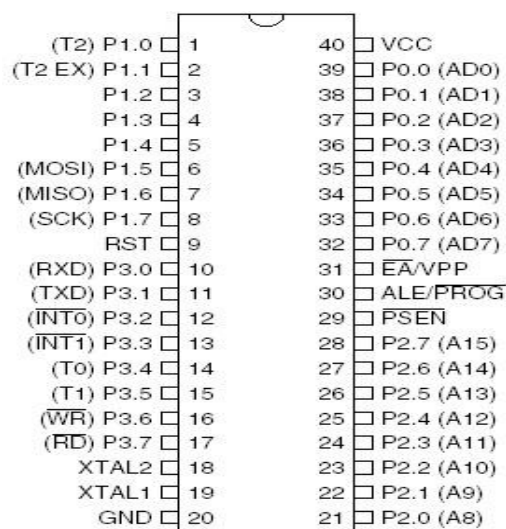 (T2) P1.0 1 40 VCC
(T2 EX) P1.1 2 39 P0.0 (AD0)
P1.2 3 38 P0.1 (AD1)
P1.3 4 37 P0.2 (AD2)
P1.4 5 36 P0.3 (AD3)
(MOSI) P1.5 6 35 P0.4 (AD4)
(MISO) P1.6 7 34 P0.5 (AD5)
(SCK) P1.7 8 33 P0.6 (AD6)
RST 9 32 P0.7 (AD7)
(RXD) P3.0 10 31 E̅A̅/VPP
(TXD) P3.1 11 30 ALE/P̅R̅O̅G̅
(I̅N̅T̅0̅) P3.2 12 29 P̅S̅E̅N̅
(I̅N̅T̅1̅) P3.3 13 28 P2.7 (A15)
(T0) P3.4 14 27 P2.6 (A14)
(T1) P3.5 15 26 P2.5 (A13)
(W̅R̅) P3.6 16 25 P2.4 (A12)
(R̅D̅) P3.7 17 24 P2.3 (A11)
XTAL2 18 23 P2.2 (A10)
XTAL1 19 22 P2.1 (A9)
GND 20 21 P2.0 (A8)